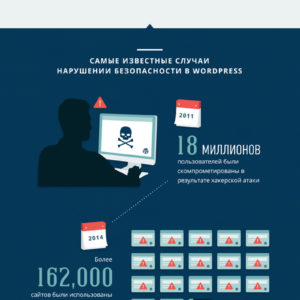 САМЫЕ ИЗВЕСТНЫЕ СЛУЧАИ
НАРУШЕНИИ БЕЗОПАСНОСТИ В WORDPRESS
2011
18 МИЛЛИОНОВ
пользователей были
скомпрометированы в
результате хакерской атаки
2014
Более
162,000
сайтов были использованы